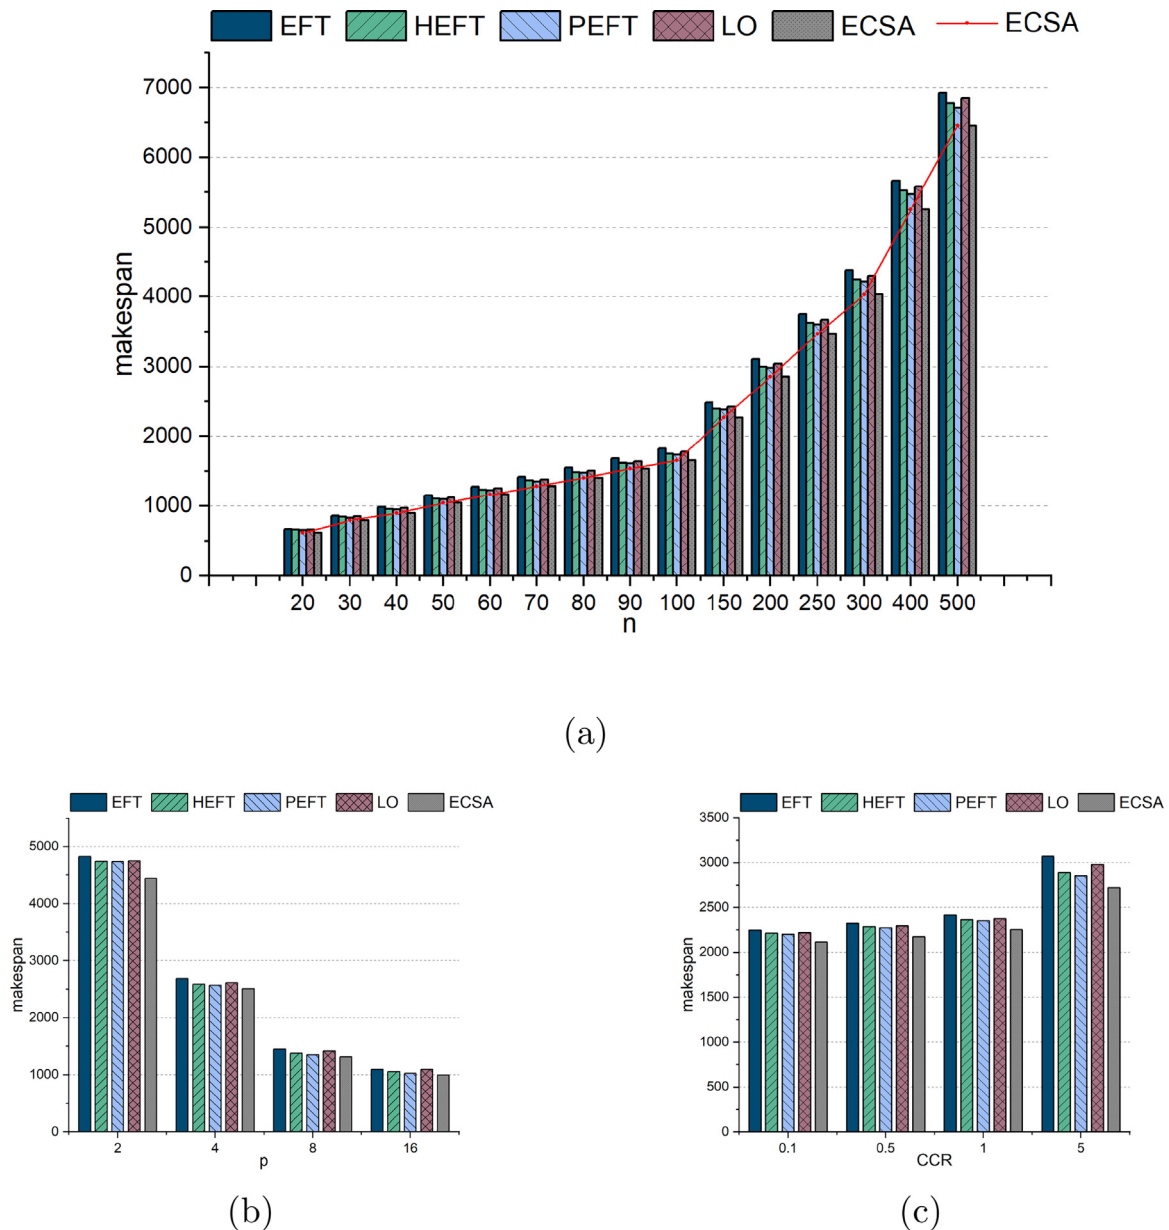 EFT HEFT PEFT LO ECSA ECSA
7000
6000
5000
4000
3000
2000
1000
0
makespan
20 30 40 50 60 70 80 90 100 150 200 250 300 400 500
n
(a)
EFT HEFT PEFT LO ECSA
5000
4000
3000
2000
1000
0
makespan
2 4 8 16
p
(b)
EFT HEFT PEFT LO ECSA
3500
3000
2500
2000
1500
1000
500
0
makespan
0.1 0.5 1 5
CCR
(c)